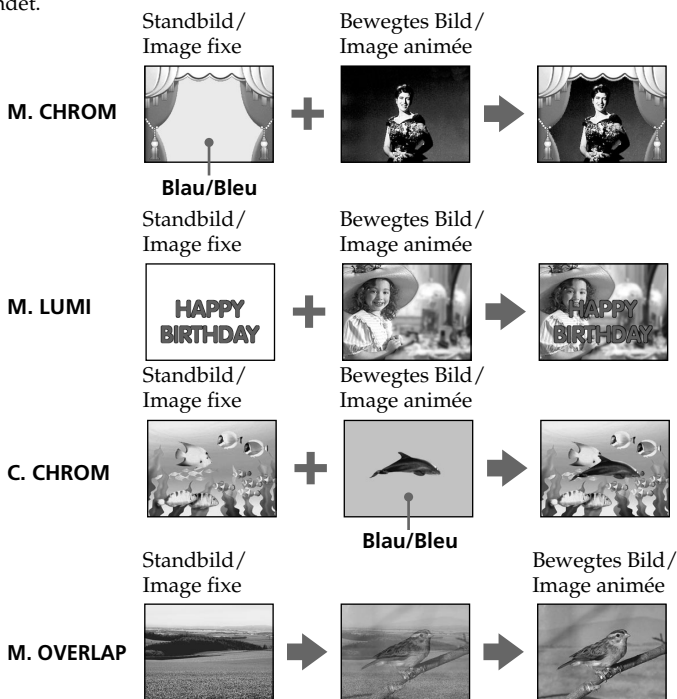 ndet.
Standbild/ Bewegtes Bild/
Image fixe Image animée
M. CHROM
Blau/Bleu
Standbild/ Bewegtes Bild/
Image fixe Image animée
M. LUMI
HAPPY
BIRTHDAY
HAPPY
BIRTHDAY
Standbild/ Bewegtes Bild/
Image fixe Image animée
C. CHROM
Blau/Bleu
Standbild/ Bewegtes Bild/
Image fixe Image animée
M. OVERLAP